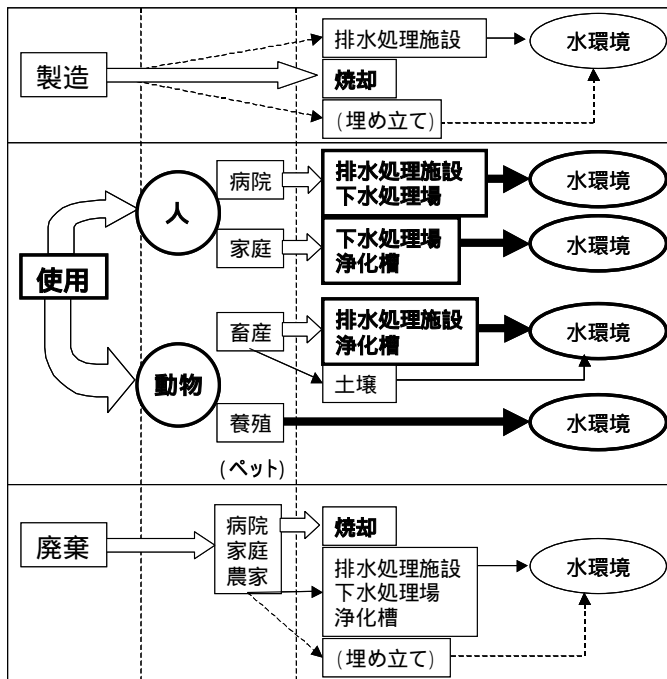 製造
排水処理施設
水環境
焼却
(埋め立て)
使用
人
病院
排水処理施設
下水処理場
水環境
家庭
下水処理場
浄化槽
水環境
動物
畜産
排水処理施設
浄化槽
水環境
土壌
養殖
水環境
(ペット)
廃棄
病院
家庭
農家
焼却
排水処理施設
下水処理場
浄化槽
水環境
(埋め立て)